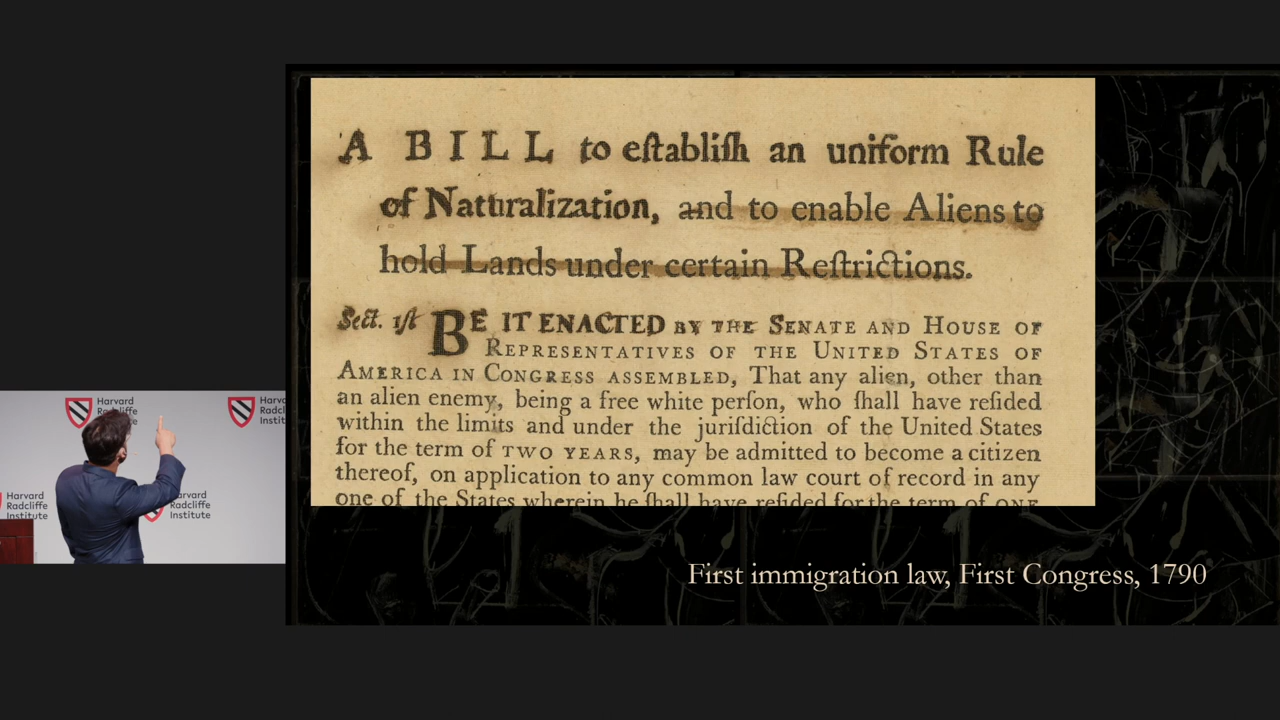 A BILL to eſtabliſh an uniform Rule
of Naturalization, and to enable Aliens to
hold Lands under certain Reſtrictions.
Sect. 1ſt BE IT ENACTED BY THE SENATE AND HOUSE OF
REPRESENTATIVES OF THE UNITED STATES OF
AMERICA IN CONGRESS ASSEMBLED, That any alien, other than
an alien enemy, being a free white perſon, who ſhall have reſided
within the limits and under the juriſdiction of the United States
for the term of TWO YEARS, may be admitted to become a citizen
thereof, on application to any common law court of record in any
one of the States wherein he ſhall have reſided for the term of ONE
First immigration law, First Congress, 1790
Harvard
Radcliffe
Institute
Harvard
Radcliffe
Institute
Harvard
Radcliffe
Institute